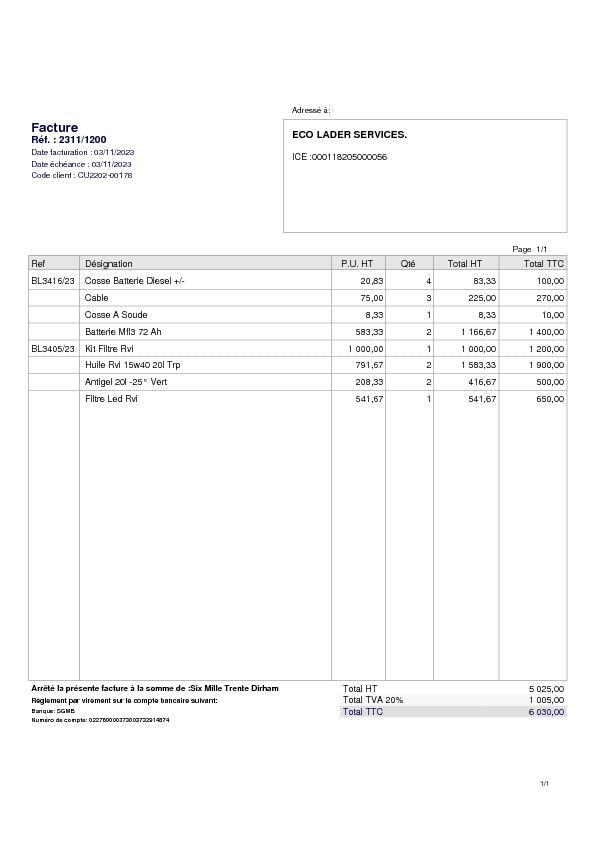 Adressé à:
Facture
Réf. : 2311/1200
Date facturation : 03/11/2023
Date échéance : 03/11/2023
Code client : CU2202-00178
ECO LADER SERVICES.
ICE :000118205000056
Page 1/1
Ref Désignation P.U. HT Qté Total HT Total TTC
BL3416/23 Cosse Batterie Diesel +/- 20,83 4 83,33 100,00
Cable 75,00 3 225,00 270,00
Cosse A Soude 8,33 1 8,33 10,00
Batterie Mfl3 72 Ah 583,33 2 1 166,67 1 400,00
BL3405/23 Kit Filtre Rvi 1 000,00 1 1 000,00 1 200,00
Huile Rvi 15w40 20l Trp 791,67 2 1 583,33 1 900,00
Antigel 20l -25° Vert 208,33 2 416,67 500,00
Filtre Led Rvi 541,67 1 541,67 650,00
Arrêté la présente facture à la somme de :Six Mille Trente Dirham
Règlement par virement sur le compte bancaire suivant:
Banque: SGMB
Total HT 5 025,00
Total TVA 20% 1 005,00
Total TTC 6 030,00
Numéro de compte:
1/1